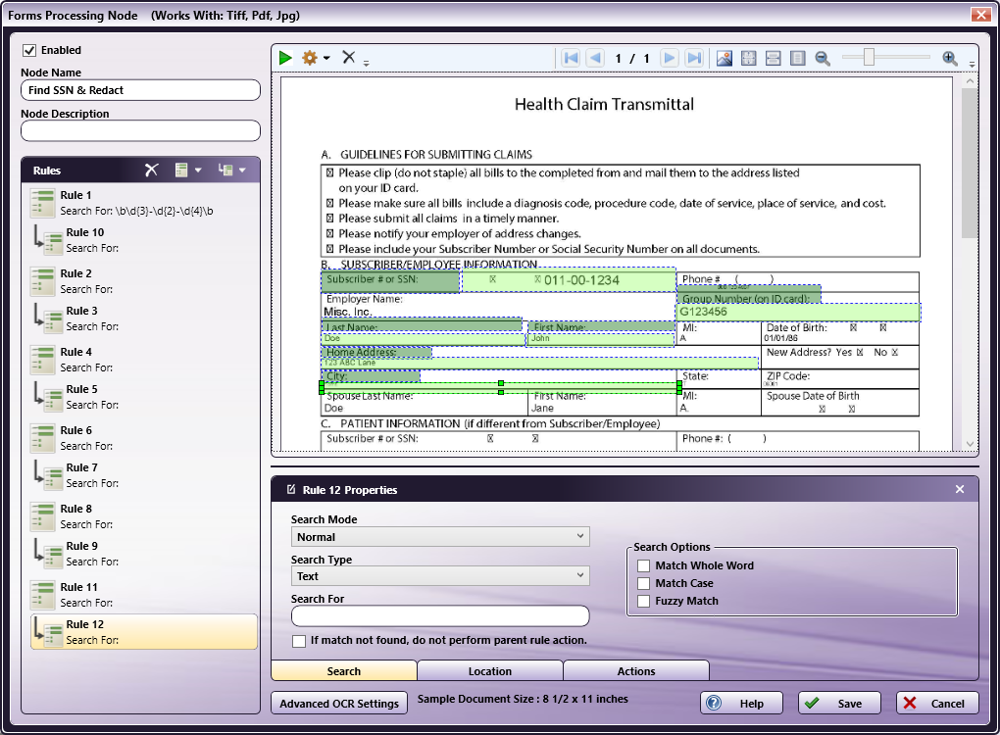 Forms Processing Node    (Works With: Tiff, Pdf, Jpg)
Enabled
Node Name
Find SSN & Redact
Node Description
Rules
Rule 1
Search For: \b\d{3}-\d{2}-\d{4}\b
Rule 10
Search For:
Rule 2
Search For:
Rule 3
Search For:
Rule 4
Search For:
Rule 5
Search For:
Rule 6
Search For:
Rule 7
Search For:
Rule 8
Search For:
Rule 9
Search For:
Rule 11
Search For:
Rule 12
Search For:
1 / 1
Health Claim Transmittal
A. GUIDELINES FOR SUBMITTING CLAIMS
Please clip (do not staple) all bills to the completed from and mail them to the address listed
on your ID card.
Please make sure all bills include a diagnosis code, procedure code, date of service, place of service, and cost.
Please submit all claims in a timely manner.
Please notify your employer of address changes.
Please include your Subscriber Number or Social Security Number on all documents.
B. SUBSCRIBER/EMPLOYEE INFORMATION
Subscriber # or SSN: 011-00-1234 Phone # ( )
Employer Name: Group Number (on ID card):
Misc. Inc. G123456
Last Name: First Name: MI: Date of Birth:
Doe John A 01/01/86
Home Address: New Address? Yes No
123 ABC Lane
City: State: ZIP Code:
Spouse Last Name: First Name: MI: Spouse Date of Birth
Doe Jane A.
C. PATIENT INFORMATION (if different from Subscriber/Employee)
Subscriber # or SSN: Phone #: ( )
Rule 12 Properties
Search Mode
Normal
Search Type
Text
Search For
If match not found, do not perform parent rule action.
Search Options
Match Whole Word
Match Case
Fuzzy Match
Search Location Actions
Advanced OCR Settings Sample Document Size : 8 1/2 x 11 inches Help Save Cancel